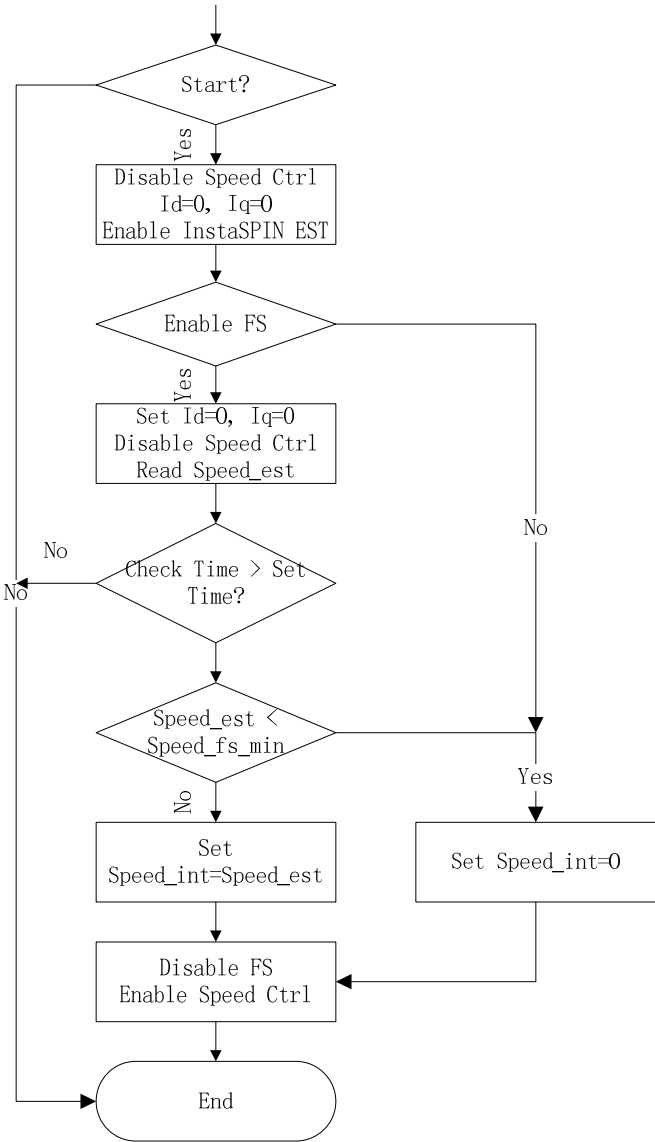 Start?
Yes
Disable Speed Ctrl
Id=0, Iq=0
Enable InstaSPIN EST
Enable FS
Yes
Set Id=0, Iq=0
Disable Speed Ctrl
Read Speed_est
No
No
Check Time > Set
Time?
No
Speed_est <
Speed_fs_min
Yes
No
Set
Speed_int=Speed_est
Set Speed_int=0
Disable FS
Enable Speed Ctrl
End